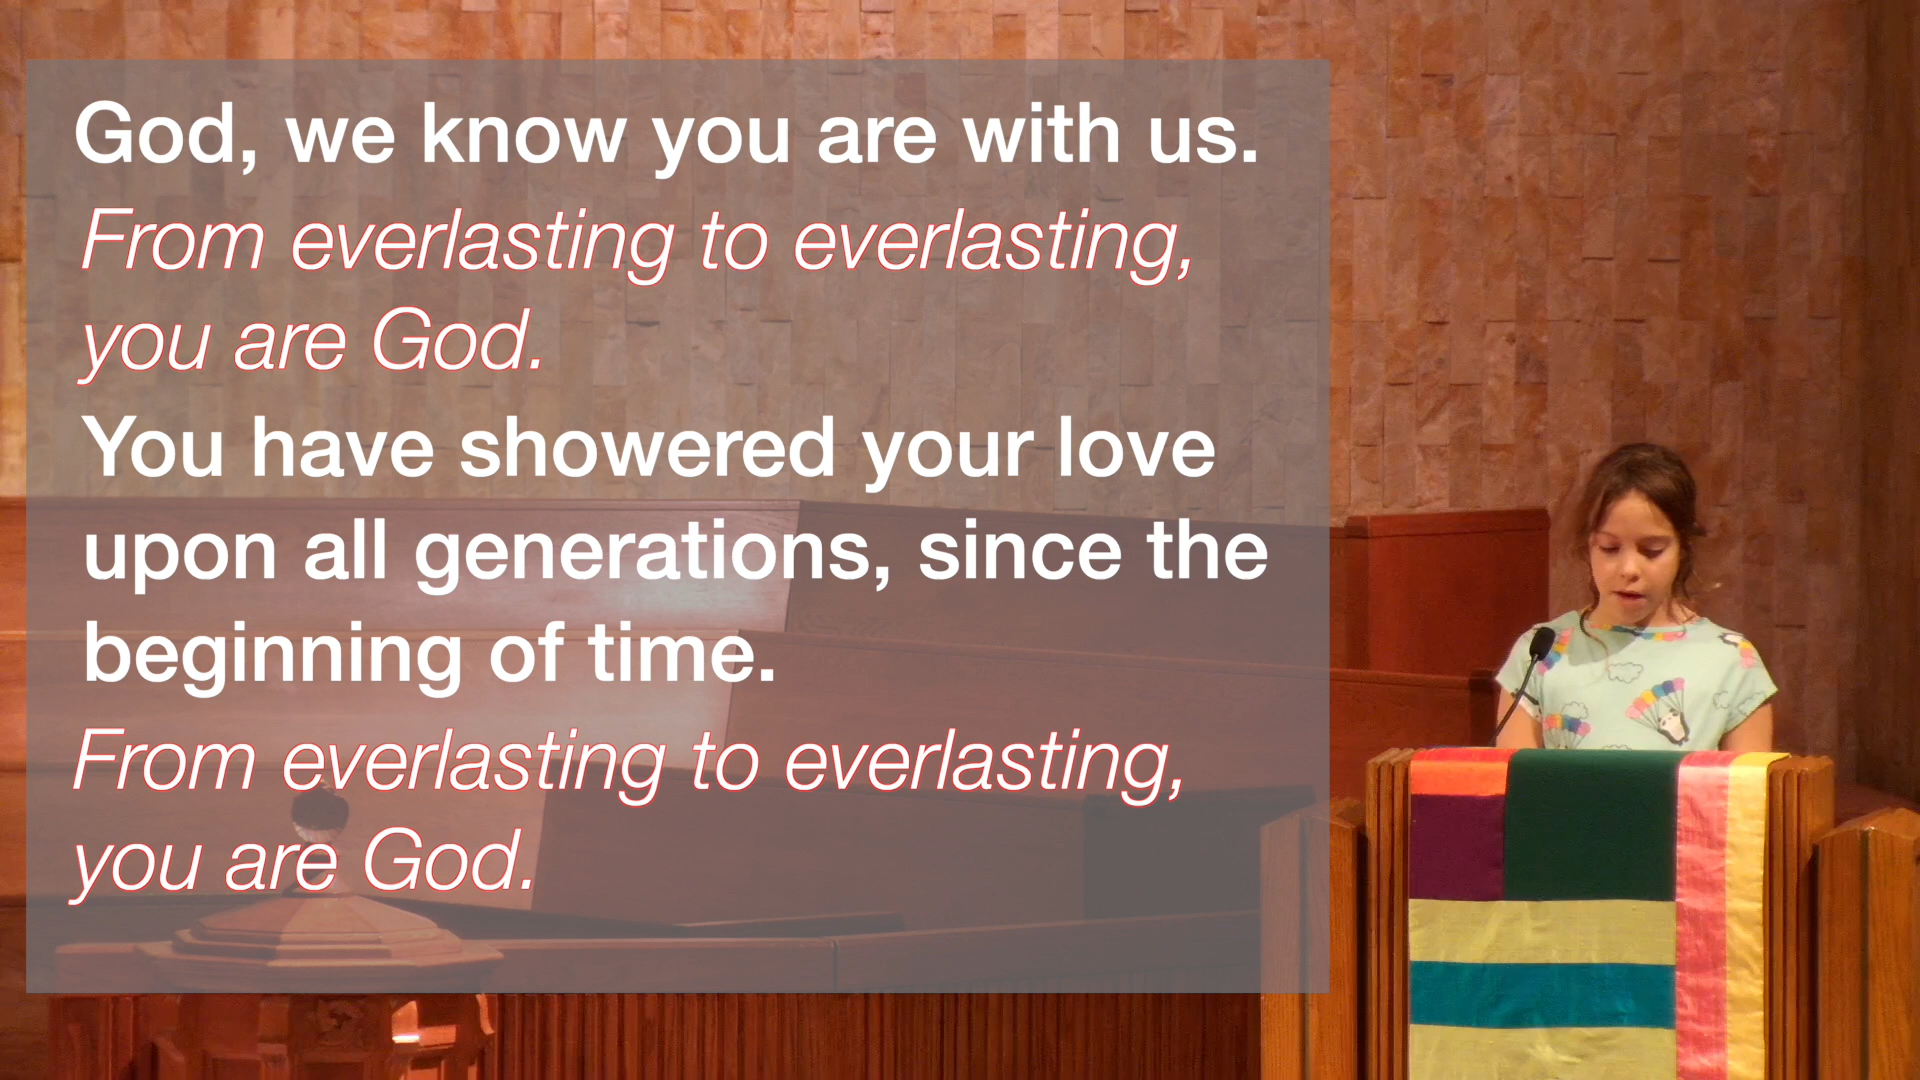 God, we know you are with us.
From everlasting to everlasting,
you are God.
You have showered your love
upon all generations, since the
beginning of time.
From everlasting to everlasting,
you are God.